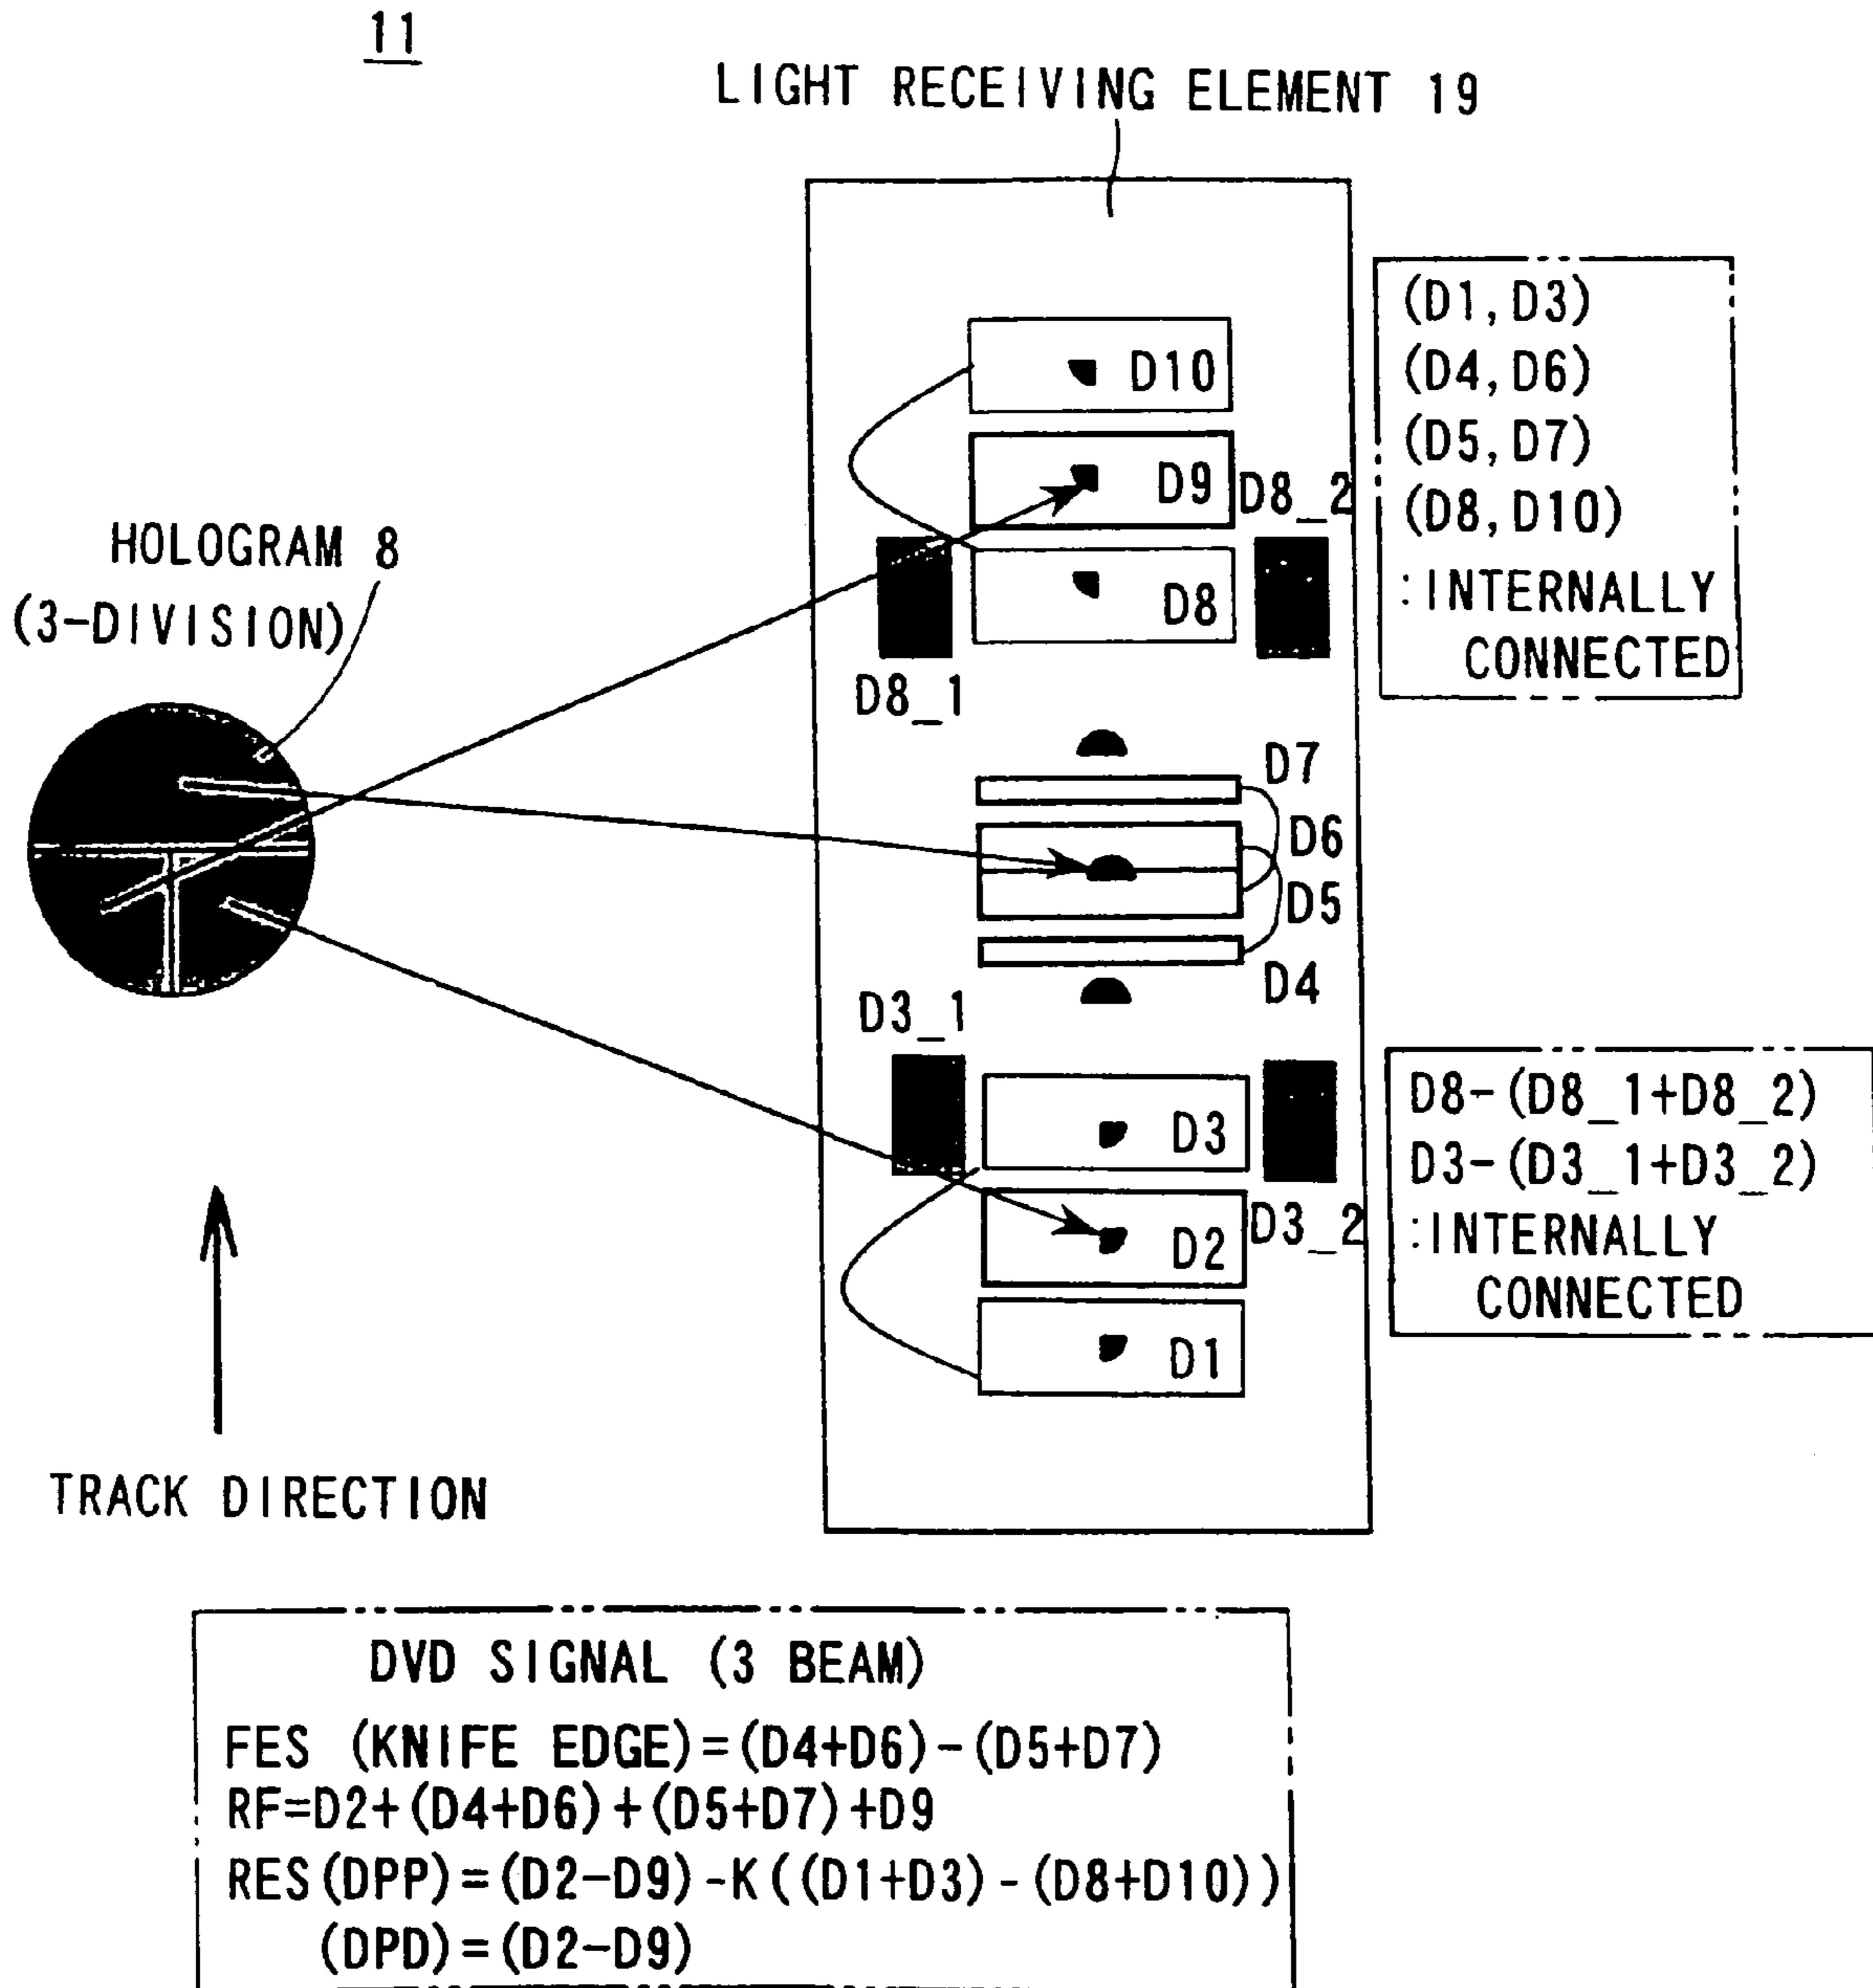 11
LIGHT RECEIVING ELEMENT 19
HOLOGRAM 8
(3-DIVISION)
TRACK DIRECTION
D10
D9
D8_2
D8
D8_1
D7
D6
D5
D4
D3_1
D3
D3_2
D2
D1
(D1,D3)
(D4,D6)
(D5,D7)
(D8,D10)
:INTERNALLY
CONNECTED
D8-(D8_1+D8_2)
D3-(D3_1+D3_2)
:INTERNALLY
CONNECTED
DVD SIGNAL (3 BEAM)
FES (KNIFE EDGE)=(D4+D6)-(D5+D7)
RF=D2+(D4+D6)+(D5+D7)+D9
RES(DPP)=(D2-D9)-K((D1+D3)-(D8+D10))
(DPD)=(D2-D9)